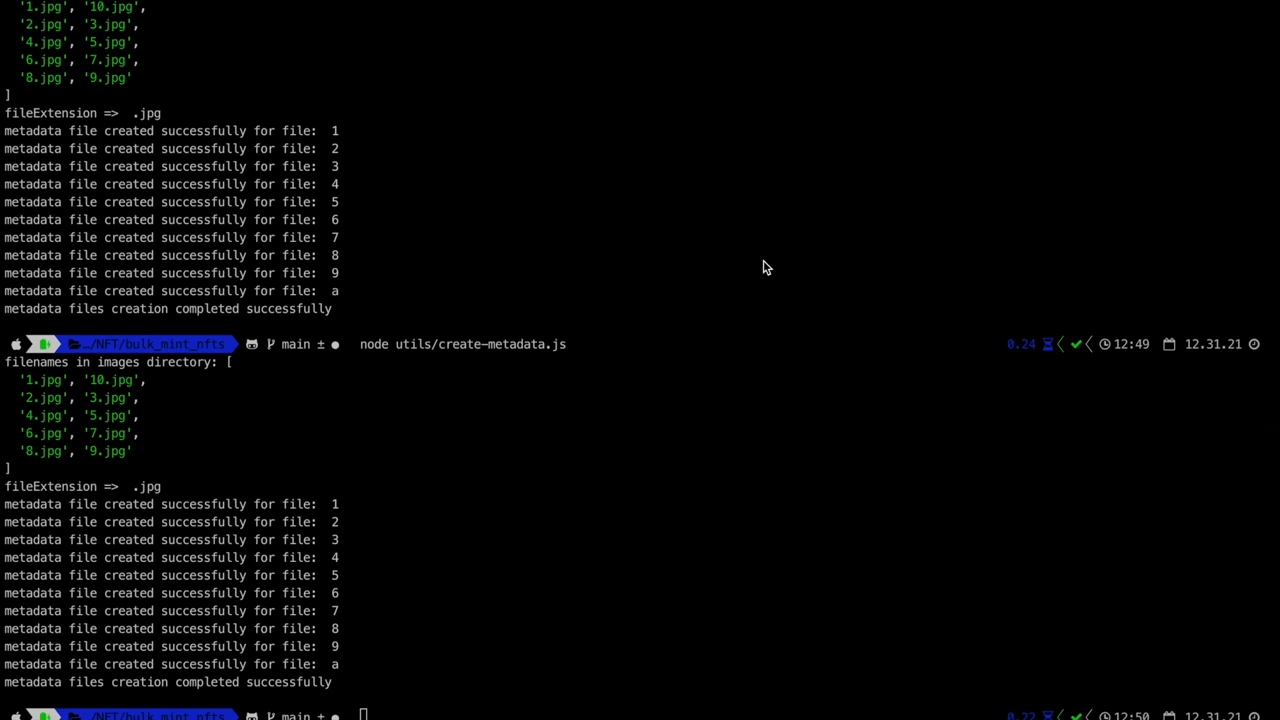 '1.jpg', '10.jpg',
'2.jpg', '3.jpg',
'4.jpg', '5.jpg',
'6.jpg', '7.jpg',
'8.jpg', '9.jpg'
]
fileExtension =>  .jpg
metadata file created successfully for file:  1
metadata file created successfully for file:  2
metadata file created successfully for file:  3
metadata file created successfully for file:  4
metadata file created successfully for file:  5
metadata file created successfully for file:  6
metadata file created successfully for file:  7
metadata file created successfully for file:  8
metadata file created successfully for file:  9
metadata file created successfully for file:  a
metadata files creation completed successfully
…/NFT/bulk_mint_nfts main ± ● node utils/create-metadata.js 0.24 12:49 12.31.21
filenames in images directory: [
'1.jpg', '10.jpg',
'2.jpg', '3.jpg',
'4.jpg', '5.jpg',
'6.jpg', '7.jpg',
'8.jpg', '9.jpg'
]
fileExtension =>  .jpg
metadata file created successfully for file:  1
metadata file created successfully for file:  2
metadata file created successfully for file:  3
metadata file created successfully for file:  4
metadata file created successfully for file:  5
metadata file created successfully for file:  6
metadata file created successfully for file:  7
metadata file created successfully for file:  8
metadata file created successfully for file:  9
metadata file created successfully for file:  a
metadata files creation completed successfully
…/NFT/bulk_mint_nfts main ± ● 0.22 12:50 12.31.21